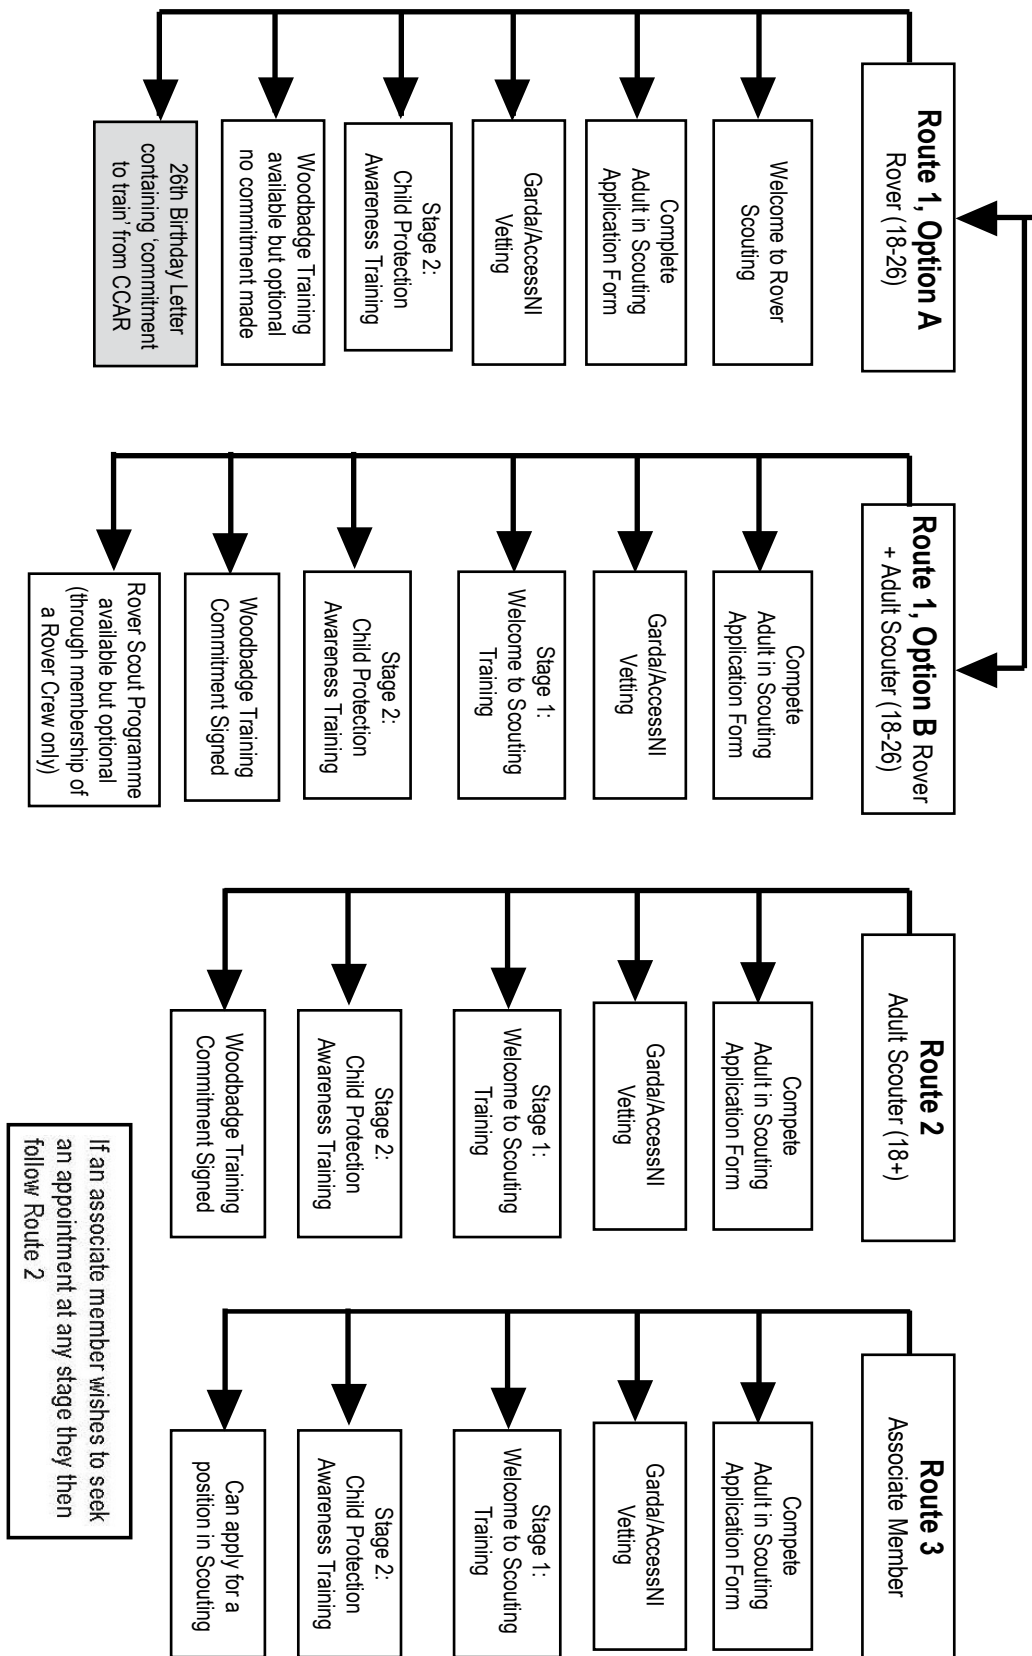 Route 1, Option A
Rover (18-26)
Welcome to Rover
Scouting
Complete
Adult in Scouting
Application Form
Garda/AccessNI
Vetting
Stage 2:
Child Protection
Awareness Training
Woodbadge Training
available but optional
no commitment made
26th Birthday Letter
containing 'commitment
to train' from CCAR
Route 1, Option B Rover
+ Adult Scouter (18-26)
Compete
Adult in Scouting
Application Form
Garda/AccessNI
Vetting
Stage 1:
Welcome to Scouting
Training
Stage 2:
Child Protection
Awareness Training
Woodbadge Training
Commitment Signed
Rover Scout Programme
available but optional
(through membership of
a Rover Crew only)
Route 2
Adult Scouter (18+)
Compete
Adult in Scouting
Application Form
Garda/AccessNI
Vetting
Stage 1:
Welcome to Scouting
Training
Stage 2:
Child Protection
Awareness Training
Woodbadge Training
Commitment Signed
Route 3
Associate Member
Compete
Adult in Scouting
Application Form
Garda/AccessNI
Vetting
Stage 1:
Welcome to Scouting
Training
Stage 2:
Child Protection
Awareness Training
Can apply for a
position in Scouting
If an associate member wishes to seek
an appointment at any stage they then
follow Route 2